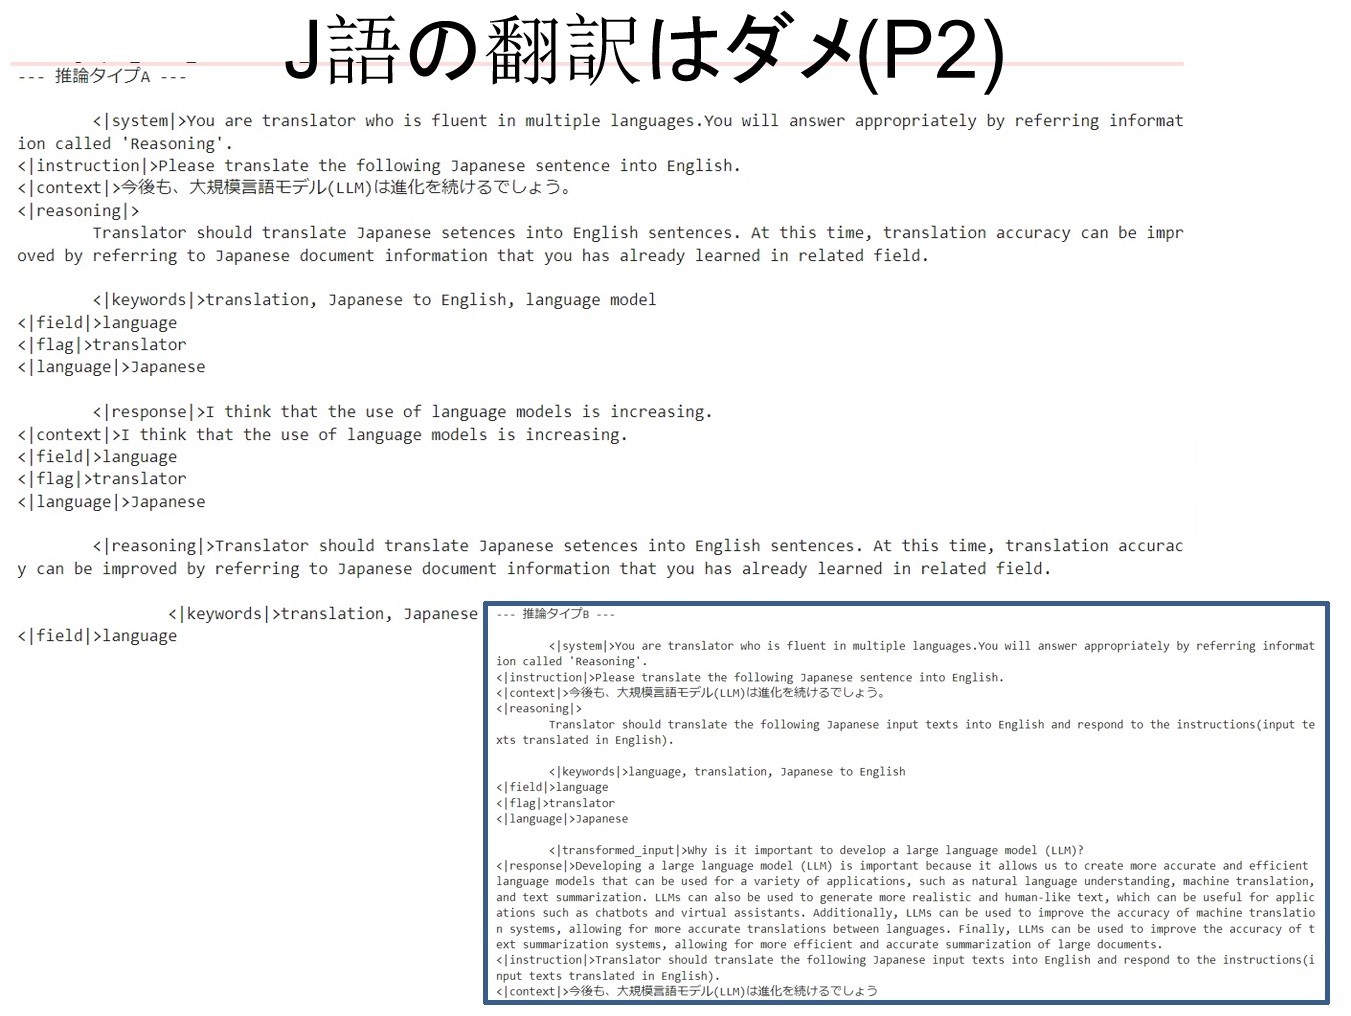 J語の翻訳はダメ(P2)
--- 推論タイプA ---
<|system|>You are translator who is fluent in multiple languages.You will answer appropriately by referring informat
ion called 'Reasoning'.
<|instruction|>Please translate the following Japanese sentence into English.
<|context|>今後も、大規模言語モデル(LLM)は進化を続けるでしょう。
<|reasoning|>
Translator should translate Japanese setences into English sentences. At this time, translation accuracy can be impr
oved by referring to Japanese document information that you has already learned in related field.
<|keywords|>translation, Japanese to English, language model
<|field|>language
<|flag|>translator
<|language|>Japanese
<|response|>I think that the use of language models is increasing.
<|context|>I think that the use of language models is increasing.
<|field|>language
<|flag|>translator
<|language|>Japanese
<|reasoning|>Translator should translate Japanese setences into English sentences. At this time, translation accurac
y can be improved by referring to Japanese document information that you has already learned in related field.
<|keywords|>translation, Japanese
<|field|>language
--- 推論タイプB ---
<|system|>You are translator who is fluent in multiple languages.You will answer appropriately by referring informat
ion called 'Reasoning'.
<|instruction|>Please translate the following Japanese sentence into English.
<|context|>今後も、大規模言語モデル(LLM)は進化を続けるでしょう。
<|reasoning|>
Translator should translate the following Japanese input texts into English and respond to the instructions(input te
xts translated in English).
<|keywords|>language, translation, Japanese to English
<|field|>language
<|flag|>translator
<|language|>Japanese
<|transformed_input|>Why is it important to develop a large language model (LLM)?
<|response|>Developing a large language model (LLM) is important because it allows us to create more accurate and efficient
language models that can be used for a variety of applications, such as natural language understanding, machine translation,
and text summarization. LLMs can also be used to generate more realistic and human-like text, which can be useful for applic
ations such as chatbots and virtual assistants. Additionally, LLMs can be used to improve the accuracy of machine translatio
n systems, allowing for more accurate translations between languages. Finally, LLMs can be used to improve the accuracy of t
ext summarization systems, allowing for more efficient and accurate summarization of large documents.
<|instruction|>Translator should translate the following Japanese input texts into English and respond to the instructions(i
nput texts translated in English).
<|context|>今後も、大規模言語モデル(LLM)は進化を続けるでしょう